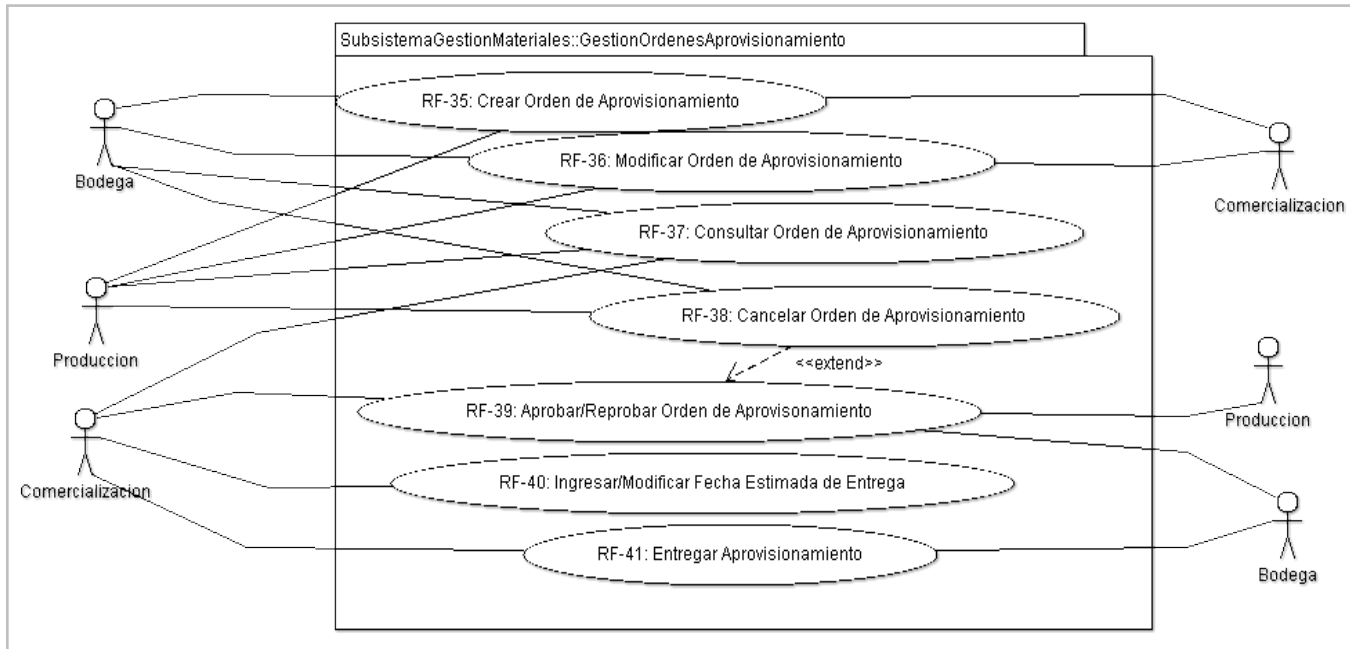 SubsistemaGestionMateriales::GestionOrdenesAprovisionamiento
RF-35: Crear Orden de Aprovisionamiento
RF-36: Modificar Orden de Aprovisionamiento
Bodega
Comercializacion
RF-37: Consultar Orden de Aprovisionamiento
RF-38: Cancelar Orden de Aprovisionamiento
Produccion
<<extend>>
RF-39: Aprobar/Reprobar Orden de Aprovisionamiento
Produccion
RF-40: Ingresar/Modificar Fecha Estimada de Entrega
Comercializacion
RF-41: Entregar Aprovisionamiento
Bodega